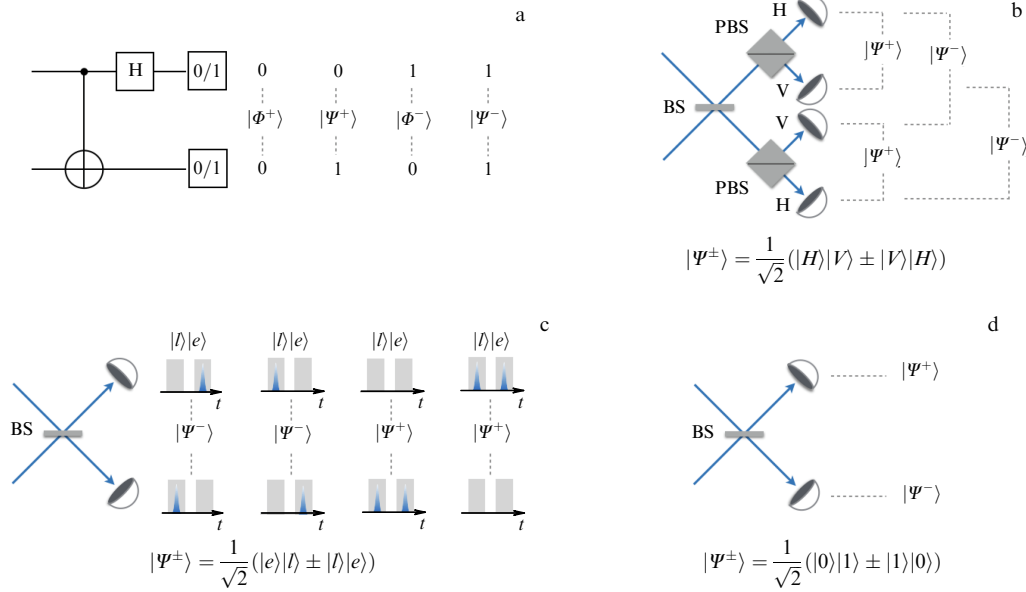 a
H 0/1 0 0 1 1
|Φ⁺⟩ |Ψ⁺⟩ |Φ⁻⟩ |Ψ⁻⟩
0/1 0 1 0 1
b
H
PBS
|Ψ⁺⟩ |Ψ⁻⟩
V
BS
V
|Ψ⁺⟩ |Ψ⁻⟩
PBS
H
|Ψ^±⟩ = 1/√2 (|H⟩|V⟩ ± |V⟩|H⟩)
c
|l⟩|e⟩ |l⟩|e⟩ |l⟩|e⟩ |l⟩|e⟩
t t t t
BS |Ψ⁻⟩ |Ψ⁻⟩ |Ψ⁺⟩ |Ψ⁺⟩
t t t t
|Ψ^±⟩ = 1/√2 (|e⟩|l⟩ ± |l⟩|e⟩)
d
|Ψ⁺⟩
BS
|Ψ⁻⟩
|Ψ^±⟩ = 1/√2 (|0⟩|1⟩ ± |1⟩|0⟩)